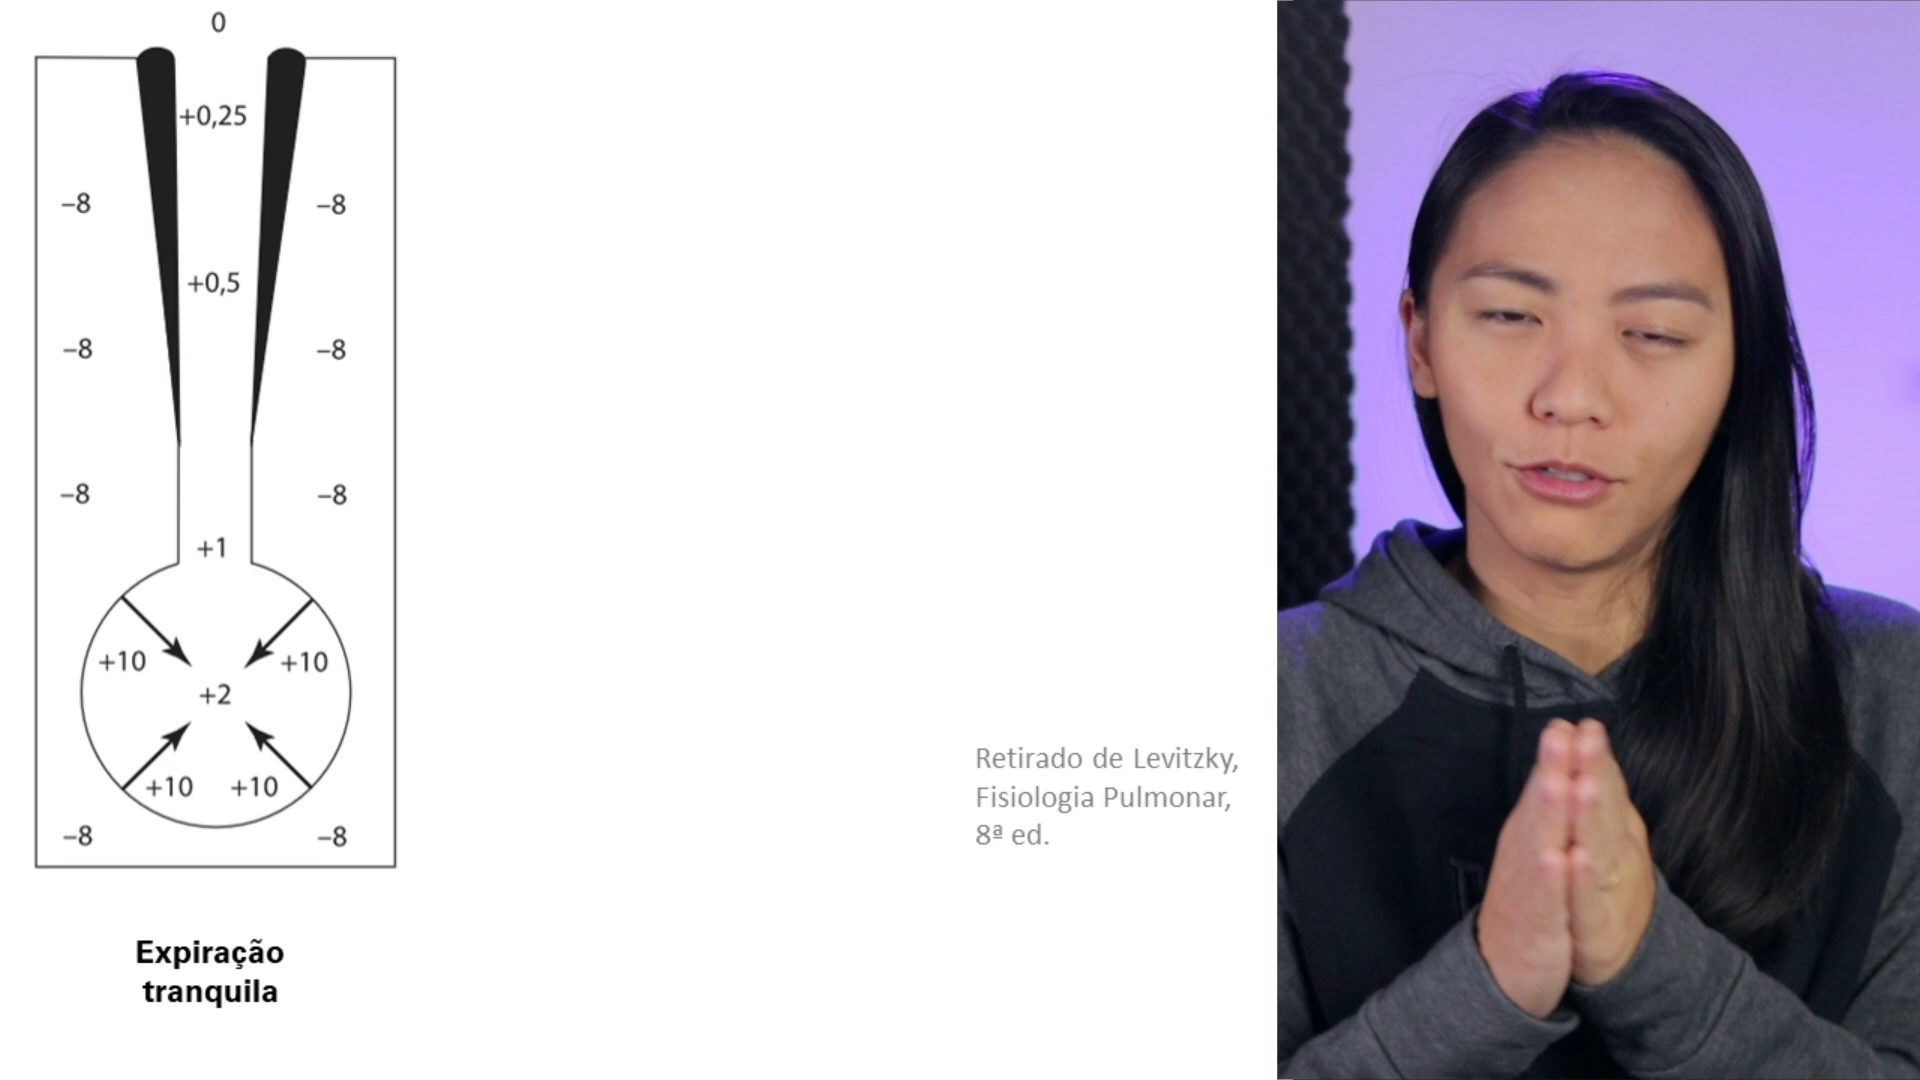 0
+0,25
–8 –8
+0,5
–8 –8
–8 –8
+1
+10 +10
+2
+10 +10
–8 –8
Expiração
tranquila
Retirado de Levitzky,
Fisiologia Pulmonar,
8ª ed.